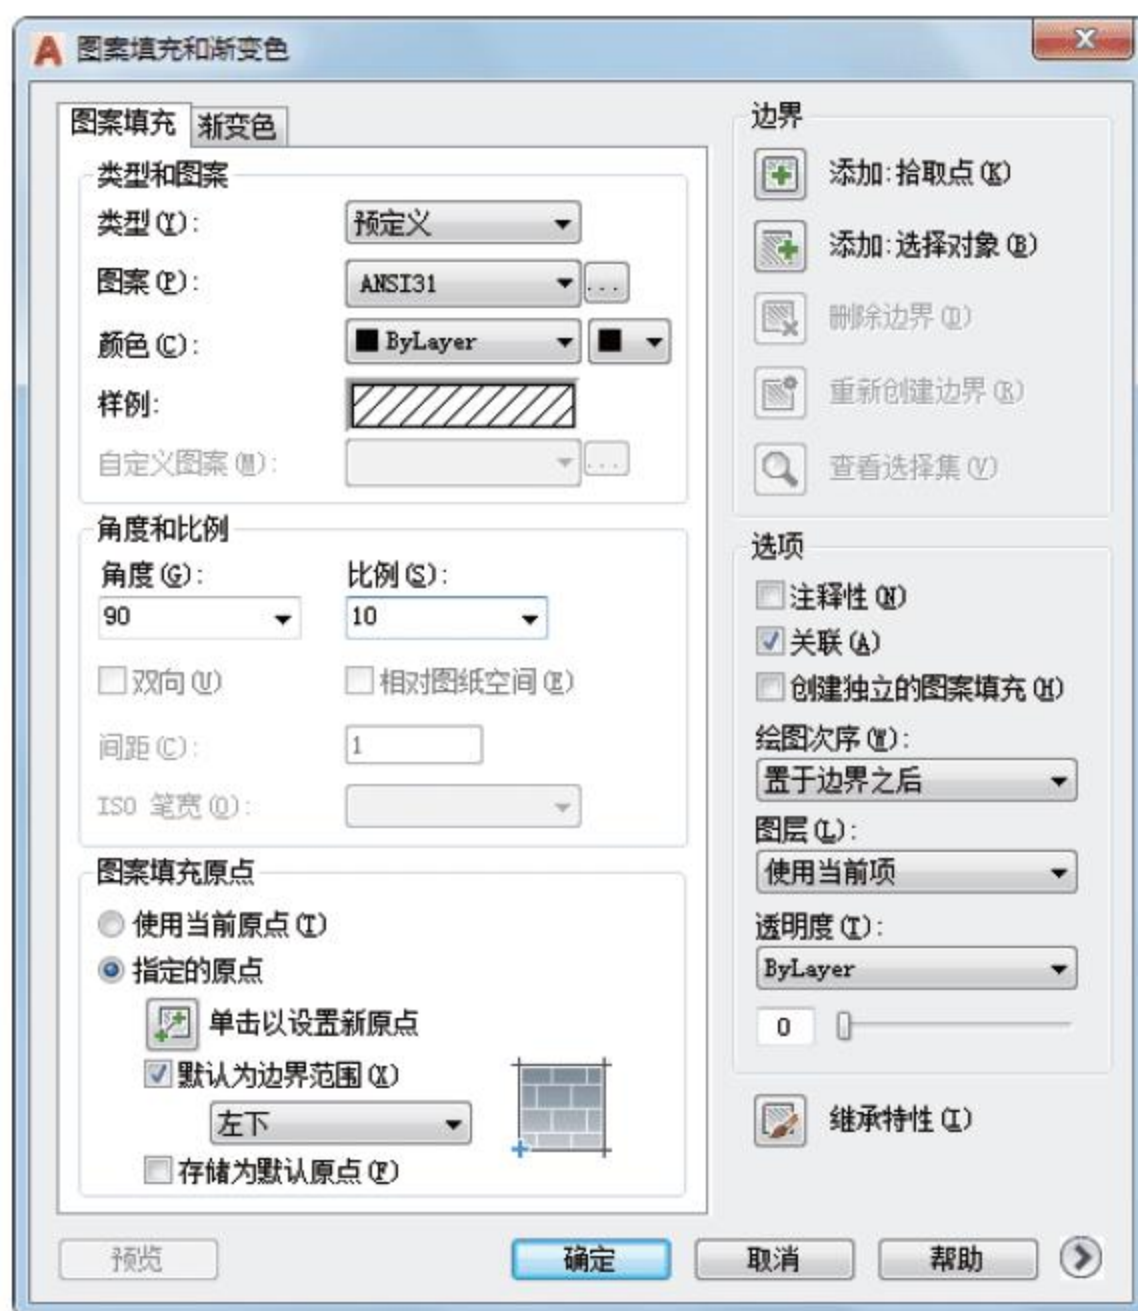 图案填充和渐变色
图案填充 渐变色
类型和图案
类型(Y): 预定义
图案(P): ANSI31 ...
颜色(C): ByLayer
样例:
自定义图案(M): ...
角度和比例
角度(G): 比例(S):
90 10
双向(U) 相对图纸空间(E)
间距(C): 1
ISO 笔宽(O):
图案填充原点
使用当前原点(T)
指定的原点
单击以设置新原点
默认为边界范围(X)
左下
存储为默认原点(F)
边界
添加:拾取点(K)
添加:选择对象(B)
删除边界(D)
重新创建边界(R)
查看选择集(V)
选项
注释性(N)
关联(A)
创建独立的图案填充(H)
绘图次序(W):
置于边界之后
图层(L):
使用当前项
透明度(T):
ByLayer
0
继承特性(I)
预览 确定 取消 帮助